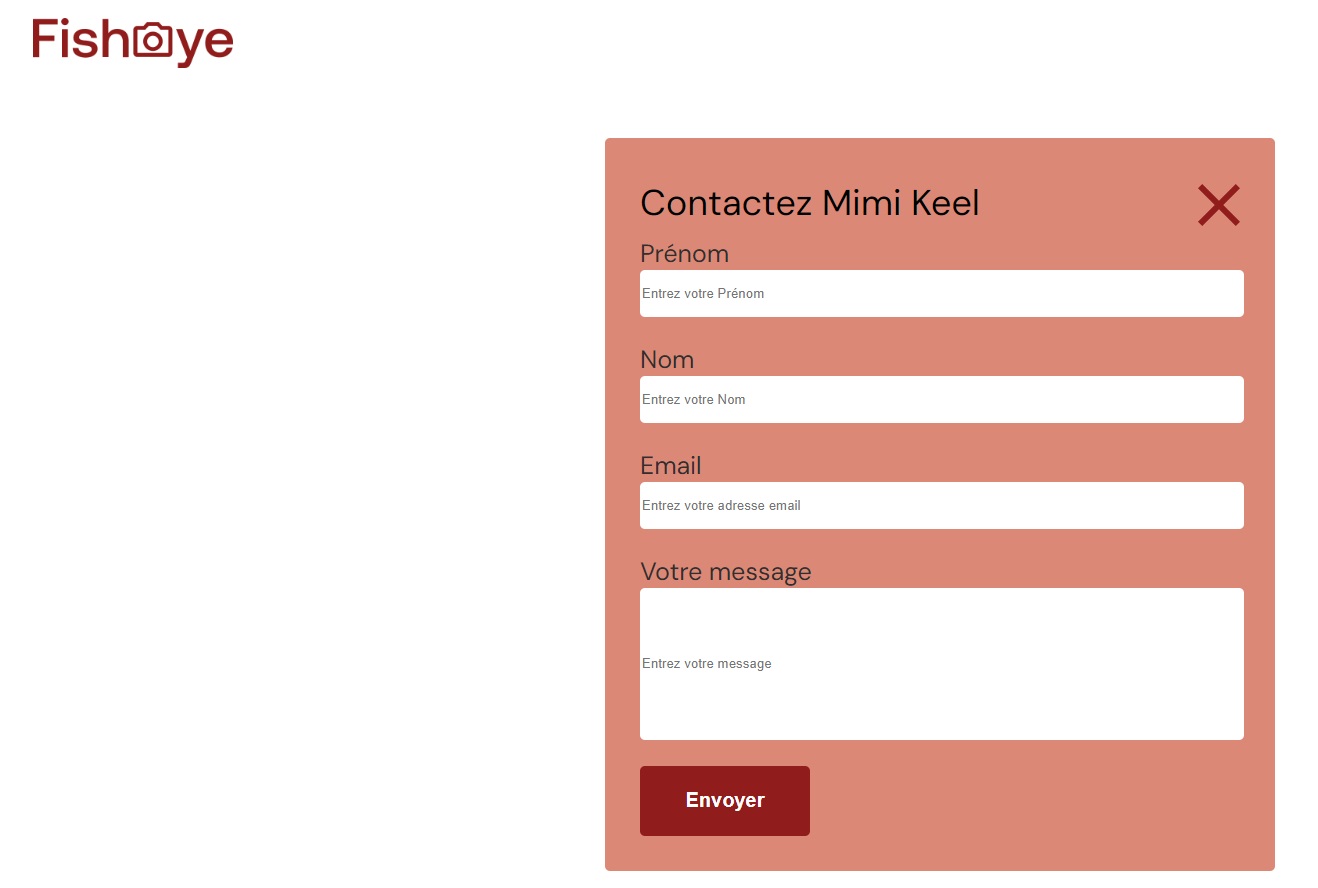 Fisheye
Contactez Mimi Keel
Prénom
Entrez votre Prénom
Nom
Entrez votre Nom
Email
Entrez votre adresse email
Votre message
Entrez votre message
Envoyer